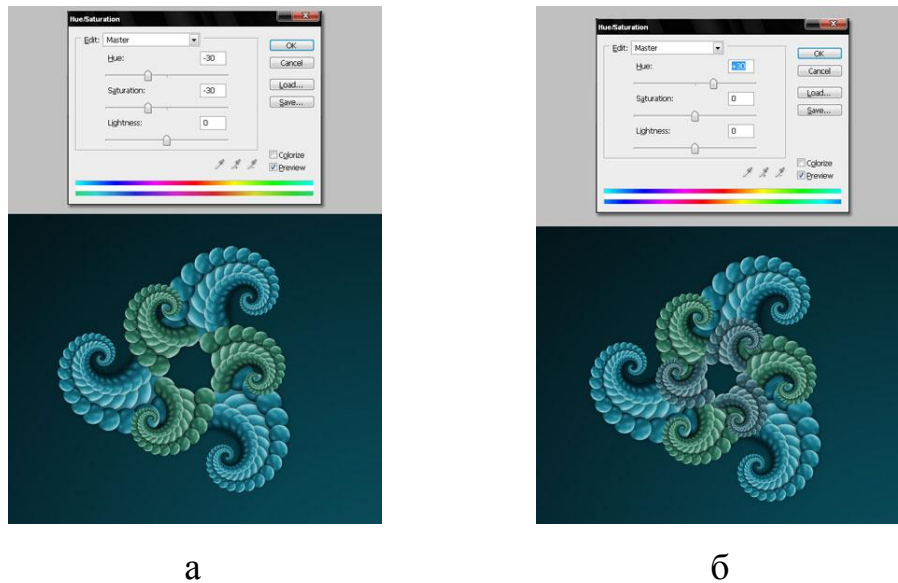 Hue/Saturation
Edit: Master
OK
Hue: -30
Cancel
Saturation: -30
Load...
Save...
Lightness: 0
Colorize
Preview
Hue/Saturation
Edit: Master
OK
Hue: +30
Cancel
Saturation: 0
Load...
Save...
Lightness: 0
Colorize
Preview
а
б